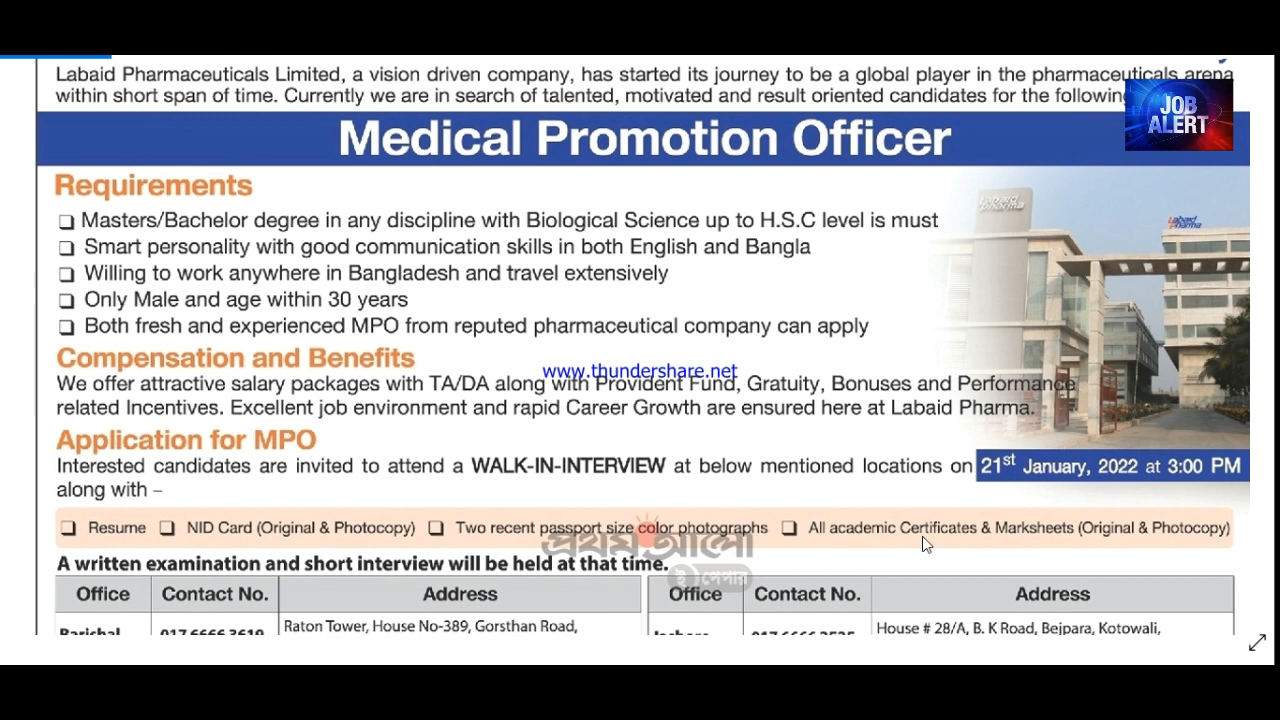 Labaid Pharmaceuticals Limited, a vision driven company, has started its journey to be a global player in the pharmaceuticals arena
within short span of time. Currently we are in search of talented, motivated and result oriented candidates for the following
JOB
ALERT
Medical Promotion Officer
Labaid
Pharma
Labaid
Pharma
Requirements
❏ Masters/Bachelor degree in any discipline with Biological Science up to H.S.C level is must
❏ Smart personality with good communication skills in both English and Bangla
❏ Willing to work anywhere in Bangladesh and travel extensively
❏ Only Male and age within 30 years
❏ Both fresh and experienced MPO from reputed pharmaceutical company can apply
Compensation and Benefits
www.thundershare.net
We offer attractive salary packages with TA/DA along with Provident Fund, Gratuity, Bonuses and Performance
related Incentives. Excellent job environment and rapid Career Growth are ensured here at Labaid Pharma.
Application for MPO
Interested candidates are invited to attend a WALK-IN-INTERVIEW at below mentioned locations on 21st January, 2022 at 3:00 PM
along with –
❏ Resume ❏ NID Card (Original & Photocopy) ❏ Two recent passport size color photographs ❏ All academic Certificates & Marksheets (Original & Photocopy)
প্রথম আলো
ই পেপার
A written examination and short interview will be held at that time.
Office Contact No. Address Office Contact No. Address
Barishal Raton Tower, House No-389, Gorsthan Road, House # 28/A, B. K Road, Bejpara, Kotowali,